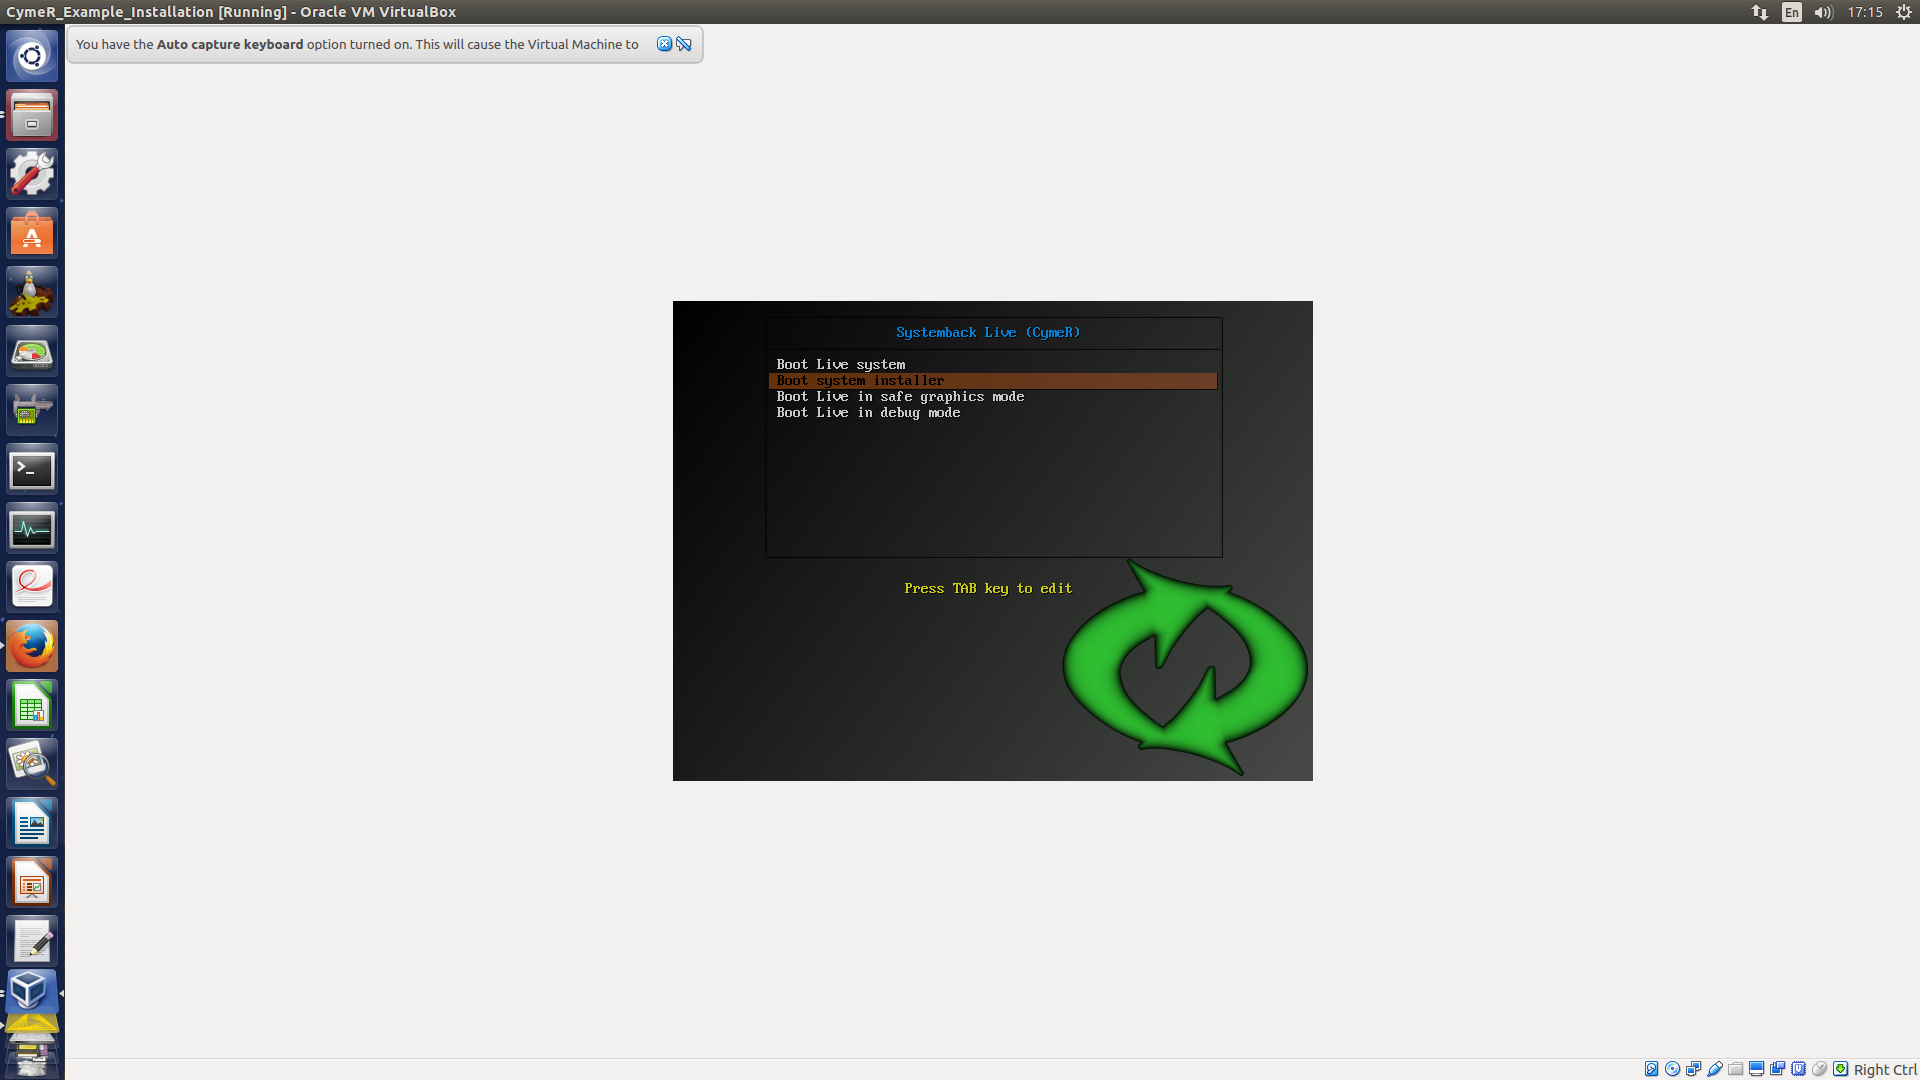 CymeR_Example_Installation [Running] - Oracle VM VirtualBox
En
17:15
You have the Auto capture keyboard option turned on. This will cause the Virtual Machine to
Systemback Live (CymeR)
Boot Live system
Boot system installer
Boot Live in safe graphics mode
Boot Live in debug mode
Press TAB key to edit
Right Ctrl